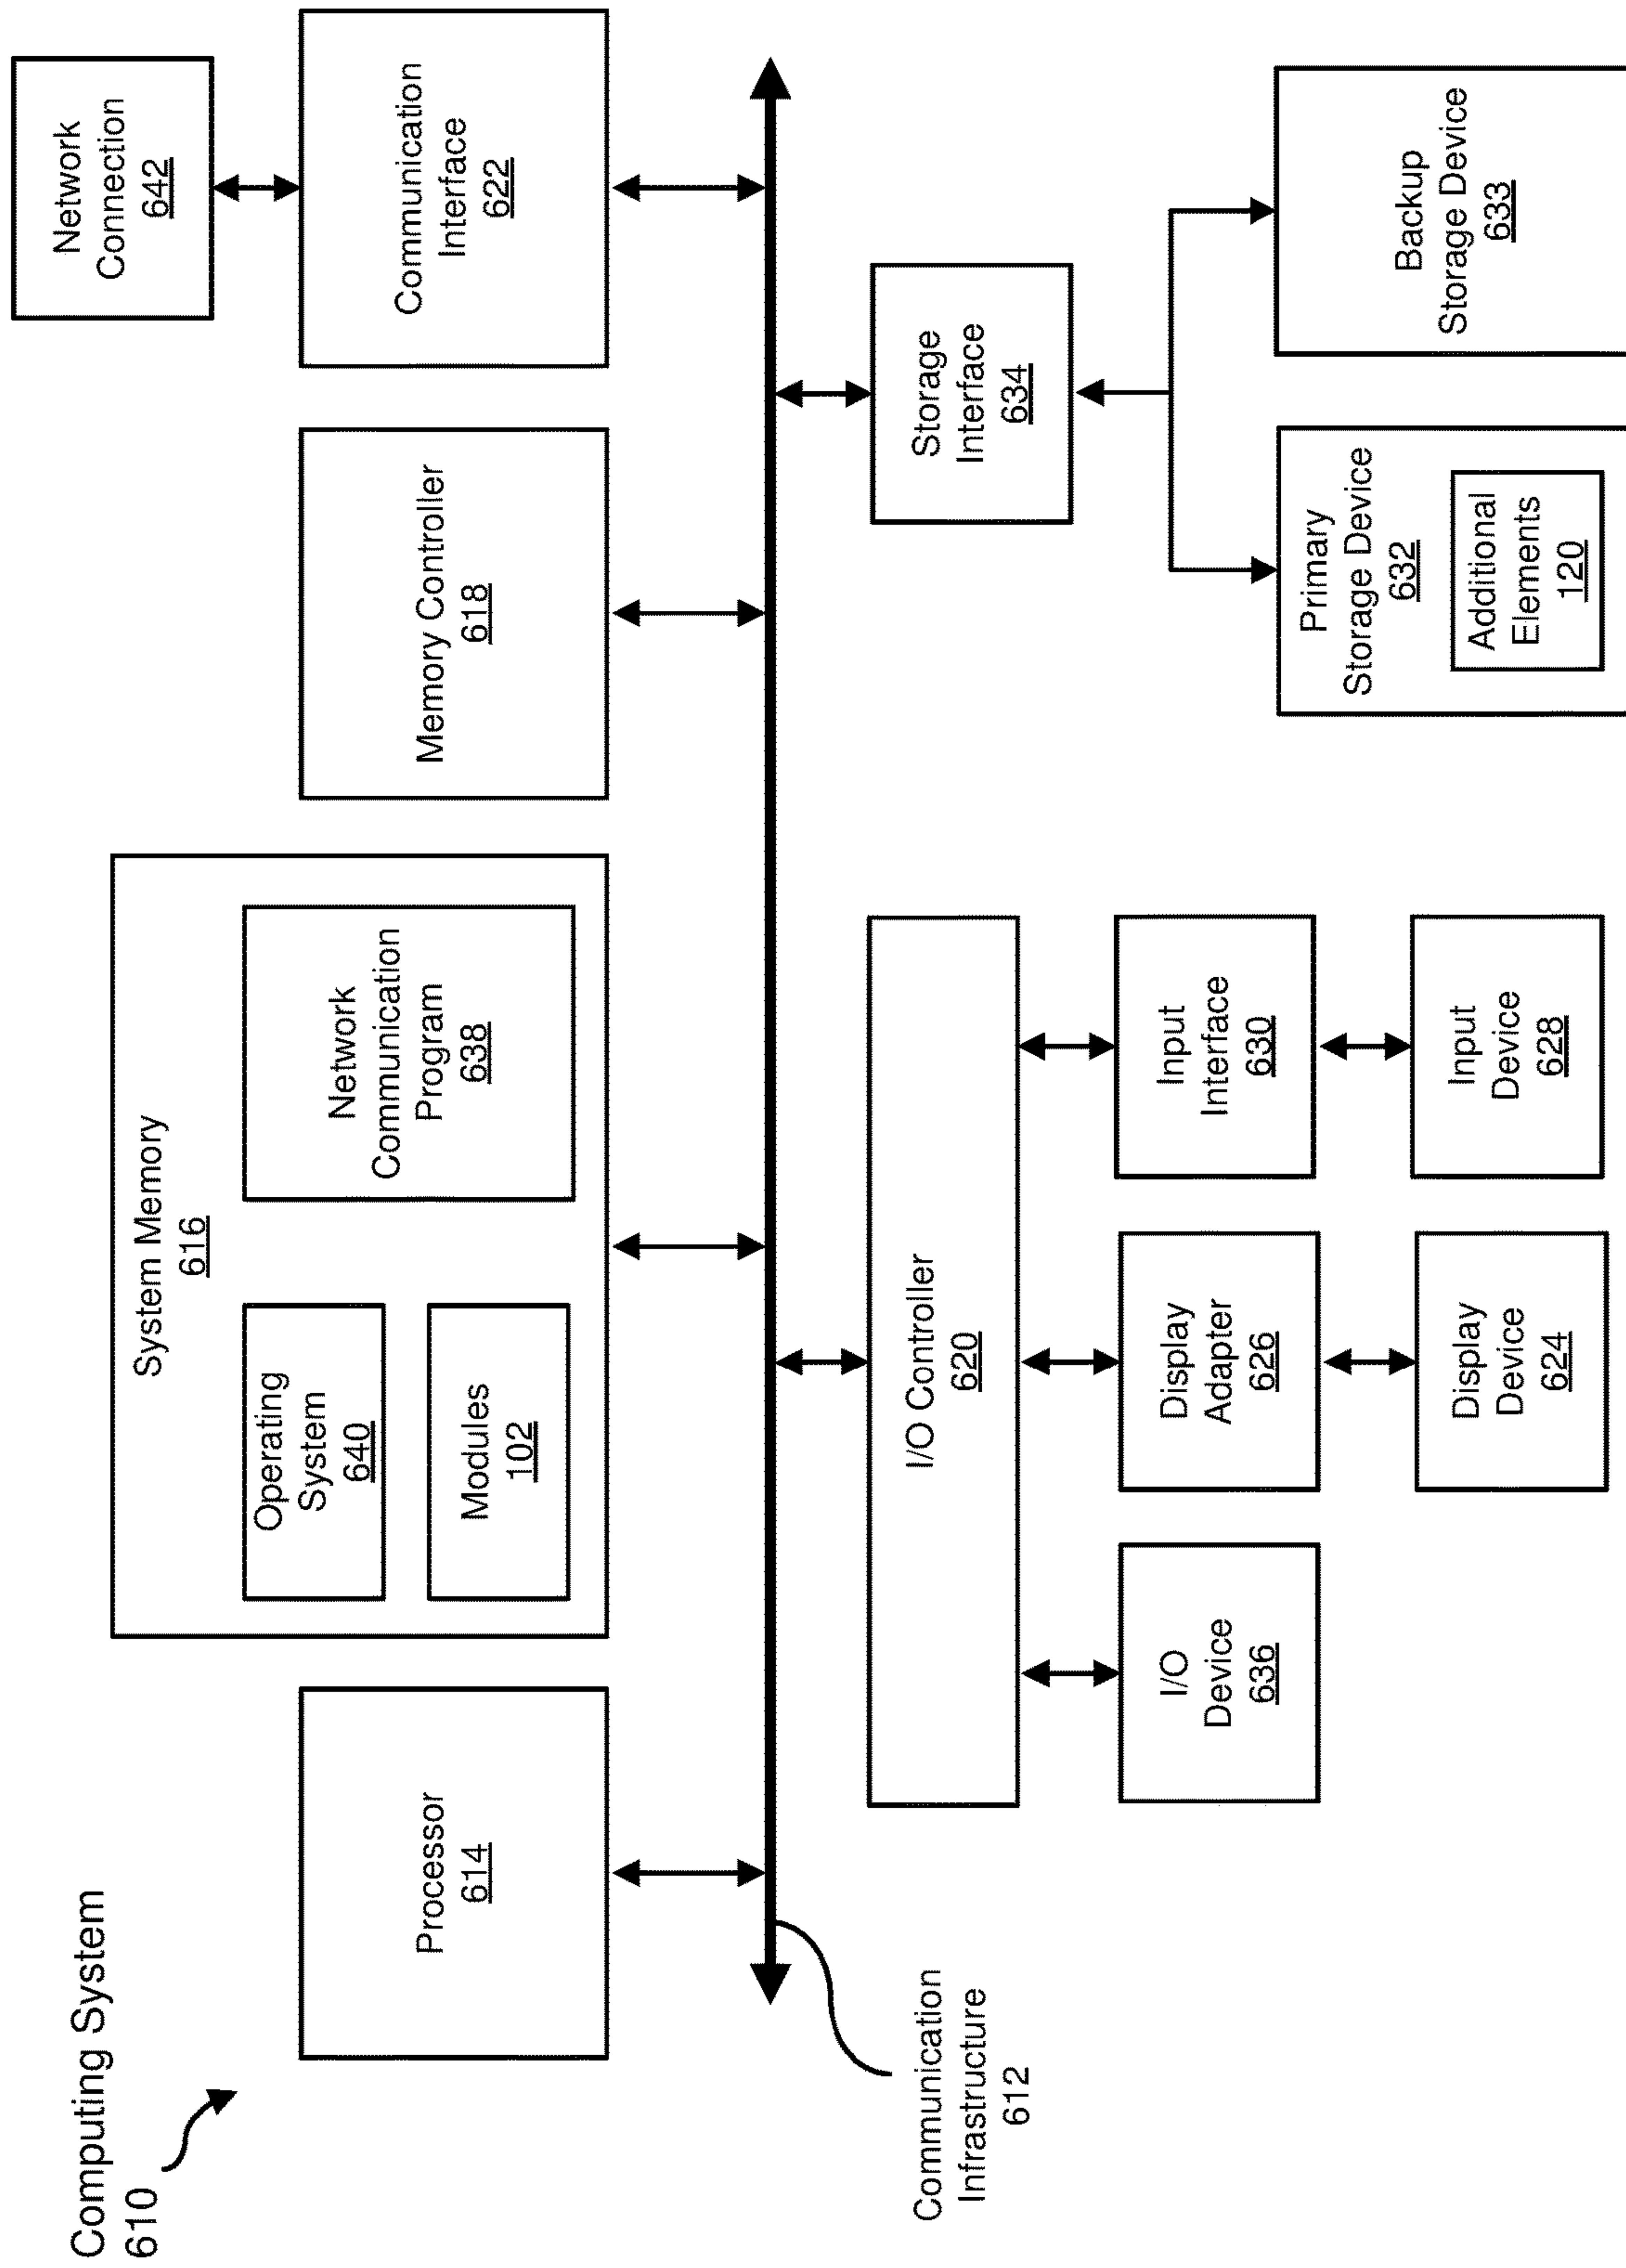 Computing System
610
Processor
614
System Memory
616
Operating
System
640
Modules
102
Network
Communication
Program
638
Memory Controller
618
Communication
Interface
622
Network
Connection
642
Communication
Infrastructure
612
I/O Controller
620
I/O
Device
636
Display
Adapter
626
Display
Device
624
Input
Interface
630
Input
Device
628
Storage
Interface
634
Primary
Storage Device
632
Additional
Elements
120
Backup
Storage Device
633